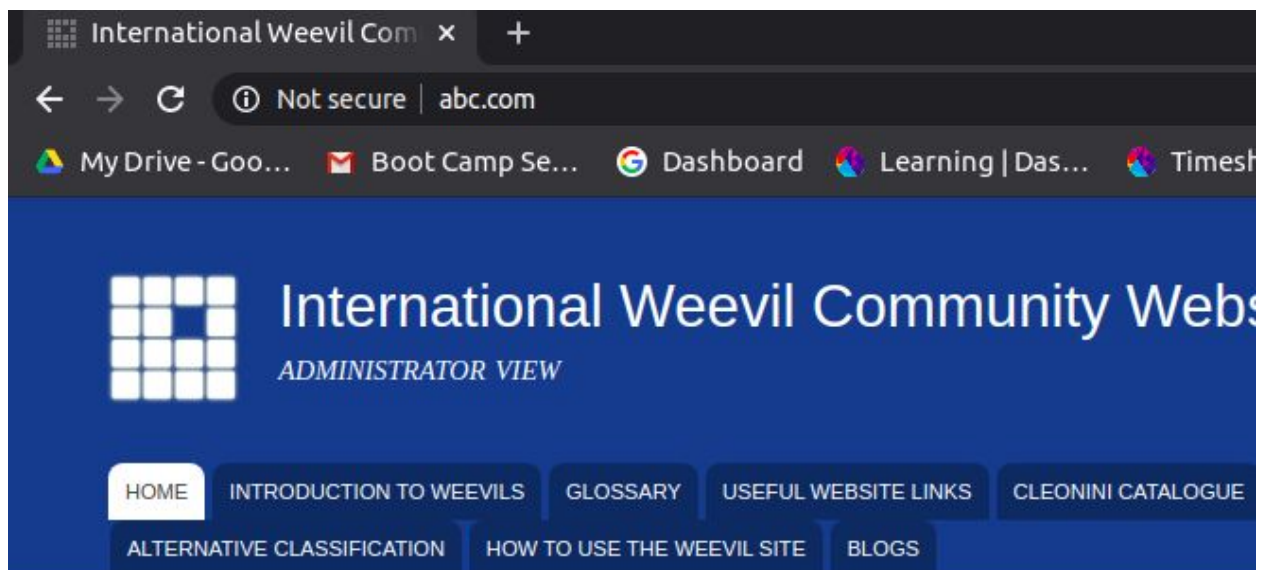 International Weevil Com
Not secure | abc.com
My Drive - Goo... Boot Camp Se... Dashboard Learning | Das... Timesh
International Weevil Community Webs
ADMINISTRATOR VIEW
HOME INTRODUCTION TO WEEVILS GLOSSARY USEFUL WEBSITE LINKS CLEONINI CATALOGUE
ALTERNATIVE CLASSIFICATION HOW TO USE THE WEEVIL SITE BLOGS